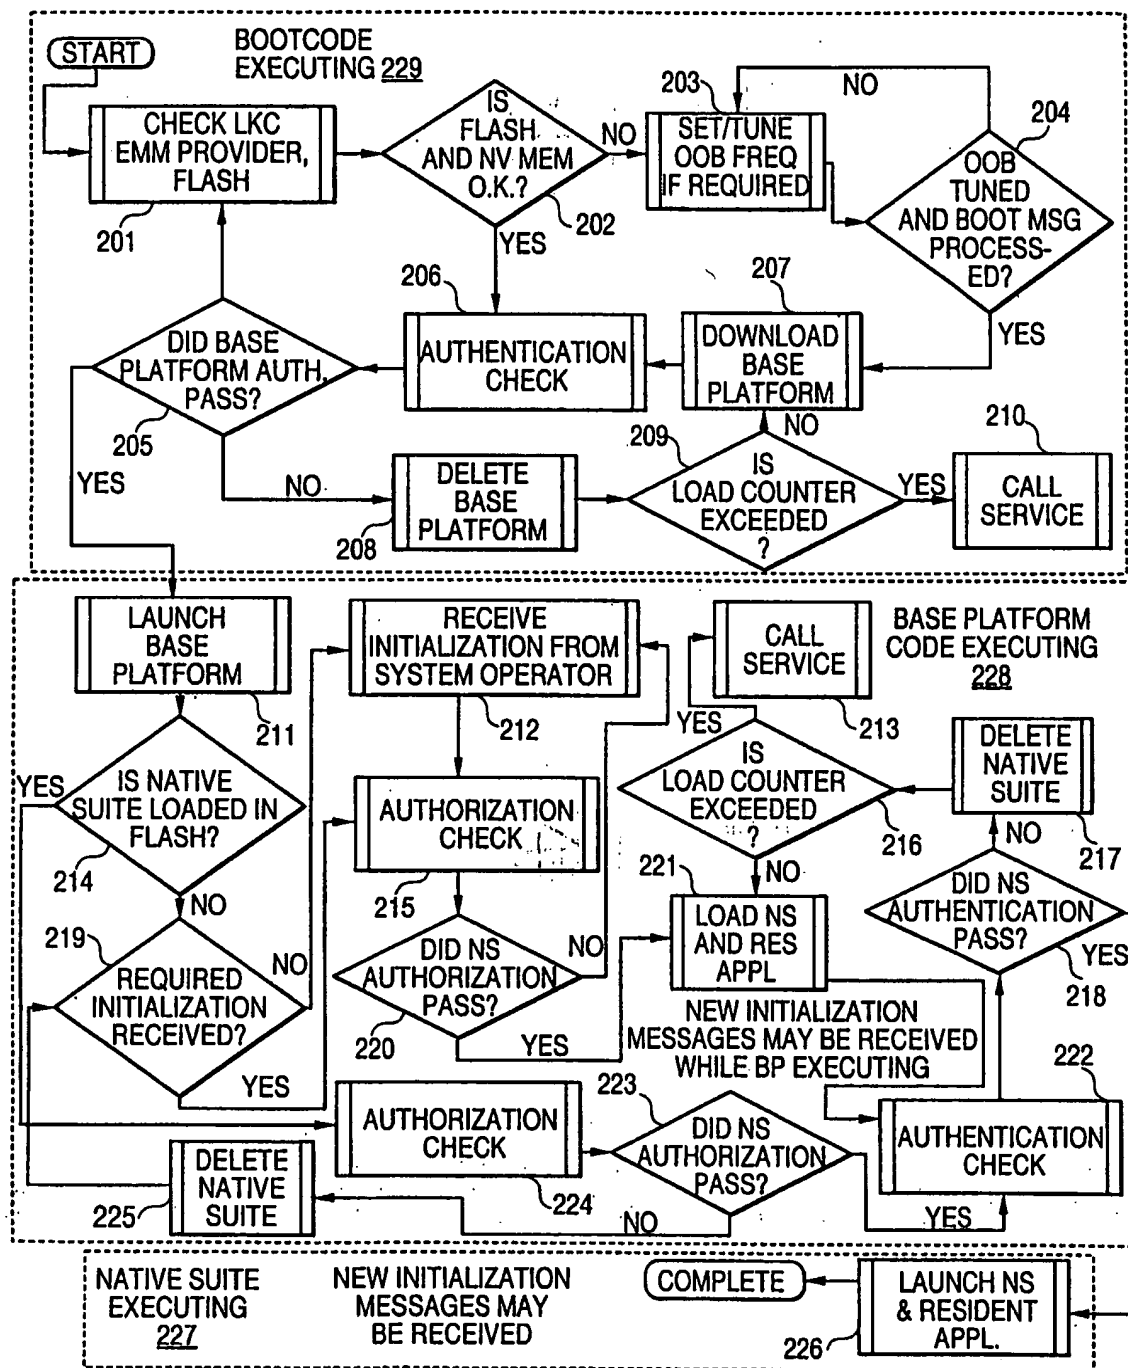 START
BOOTCODE
EXECUTING 229
CHECK LKC
EMM PROVIDER,
FLASH
201
IS
FLASH
AND NV MEM
O.K.?
NO
YES
202
203
SET/TUNE
OOB FREQ
IF REQUIRED
NO
204
OOB
TUNED
AND BOOT MSG
PROCESS-
ED?
YES
206
AUTHENTICATION
CHECK
207
DOWNLOAD
BASE
PLATFORM
DID BASE
PLATFORM AUTH.
PASS?
205
YES
NO
DELETE
BASE
PLATFORM
208
209
NO
IS
LOAD COUNTER
EXCEEDED
?
YES
210
CALL
SERVICE
LAUNCH
BASE
PLATFORM
211
RECEIVE
INITIALIZATION FROM
SYSTEM OPERATOR
212
CALL
SERVICE
213
BASE PLATFORM
CODE EXECUTING
228
YES
IS NATIVE
SUITE LOADED IN
FLASH?
214
NO
AUTHORIZATION
CHECK
215
YES
IS
LOAD COUNTER
EXCEEDED
?
216
NO
DELETE
NATIVE
SUITE
217
NO
219
REQUIRED
INITIALIZATION
RECEIVED?
NO
YES
DID NS
AUTHORIZATION
PASS?
220
NO
YES
221
LOAD NS
AND RES
APPL
DID NS
AUTHENTICATION
PASS?
YES
218
NEW INITIALIZATION
MESSAGES MAY BE RECEIVED
WHILE BP EXECUTING
222
AUTHENTICATION
CHECK
AUTHORIZATION
CHECK
224
223
DID NS
AUTHORIZATION
PASS?
YES
NO
DELETE
NATIVE
SUITE
225
NATIVE SUITE
EXECUTING
227
NEW INITIALIZATION
MESSAGES MAY
BE RECEIVED
COMPLETE
LAUNCH NS
& RESIDENT
APPL.
226